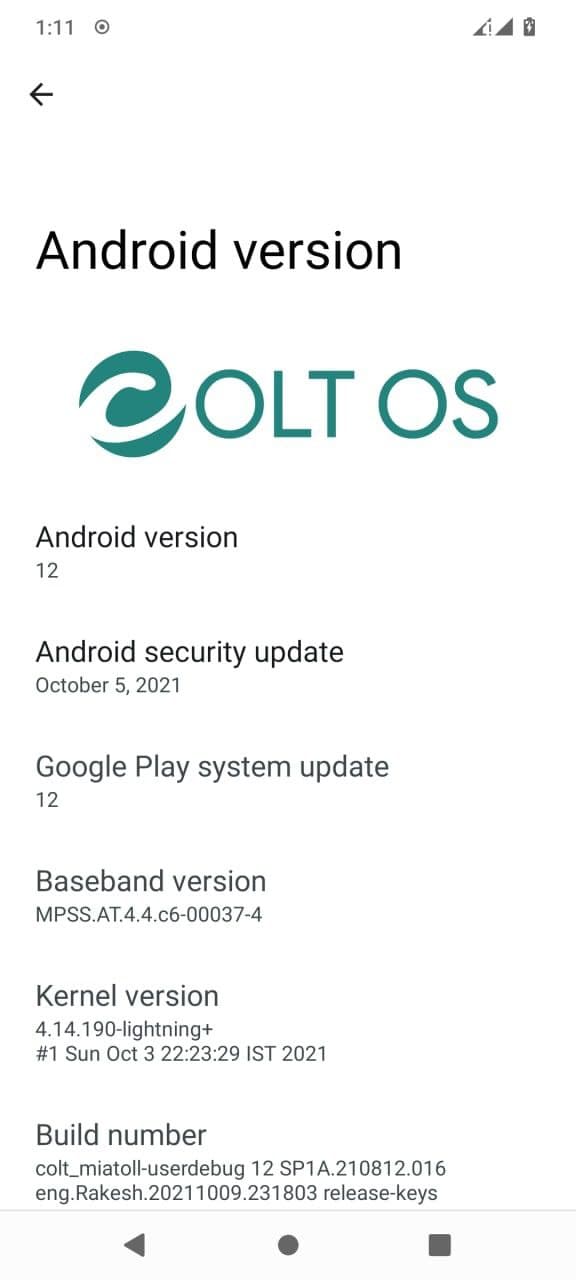 1:11
Android version
COLT OS
Android version
12
Android security update
October 5, 2021
Google Play system update
12
Baseband version
MPSS.AT.4.4.c6-00037-4
Kernel version
4.14.190-lightning+
#1 Sun Oct 3 22:23:29 IST 2021
Build number
colt_miatoll-userdebug 12 SP1A.210812.016
eng.Rakesh.20211009.231803 release-keys